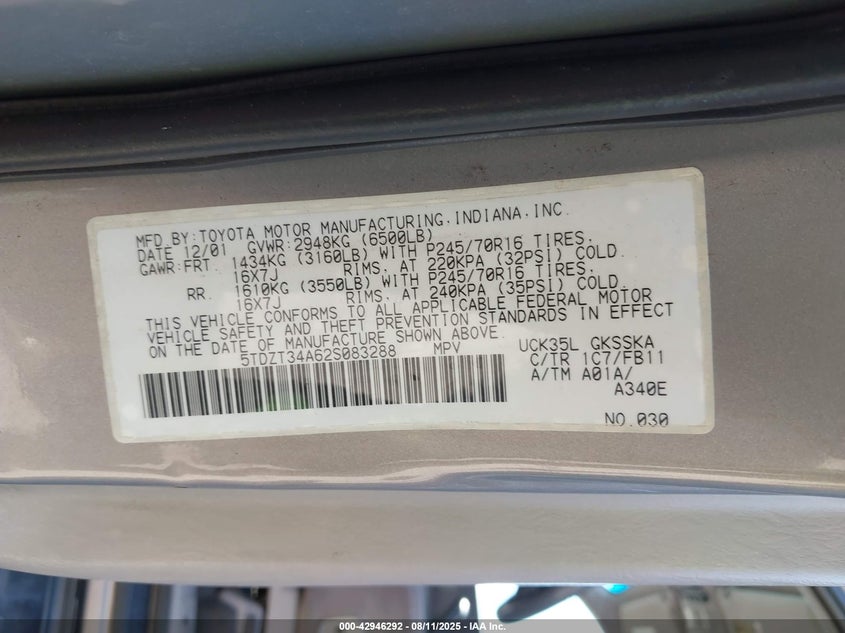 MFD BY:TOYOTA MOTOR MANUFACTURING,INDIANA,INC.
DATE 12/01 GVWR:2948KG (6500LB)
GAWR:FRT. 1434KG (3160LB) WITH P245/70R16 TIRES,
16X7J RIMS, AT 220KPA (32PSI) COLD.
RR. 1610KG (3550LB) WITH P245/70R16 TIRES,
16X7J RIMS, AT 240KPA (35PSI) COLD.
THIS VEHICLE CONFORMS TO ALL APPLICABLE FEDERAL MOTOR
VEHICLE SAFETY AND THEFT PREVENTION STANDARDS IN EFFECT
ON THE DATE OF MANUFACTURE SHOWN ABOVE.
5TDZT34A62S083288 MPV
UCK35L GKSSKA
C/TR 1C7/FB11
A/TM A01A/
A340E
NO.030
000-42946292 - 08/11/2025 - IAA Inc.